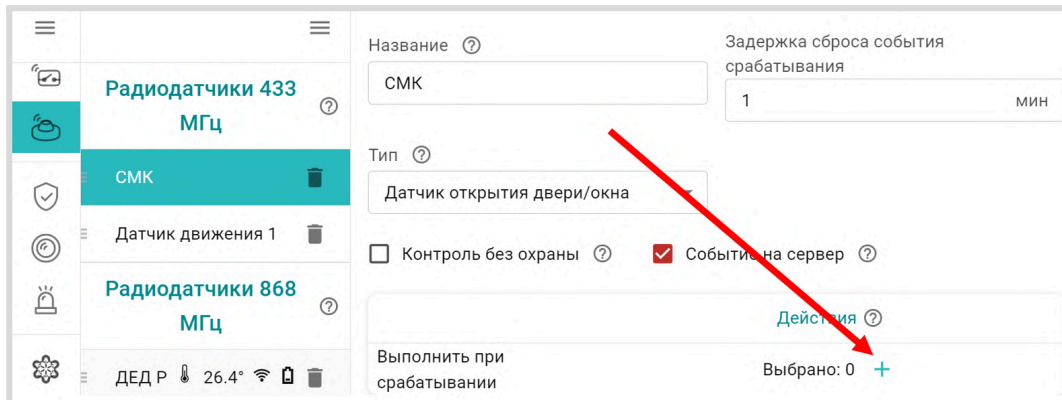 Радиодатчики 433
МГц
СМК
Датчик движения 1
Радиодатчики 868
МГц
ДЕД Р 26.4°
Название
СМК
Задержка сброса события
срабатывания
1 мин
Тип
Датчик открытия двери/окна
Контроль без охраны
Событие на сервер
Действия
Выполнить при
срабатывании
Выбрано: 0 +